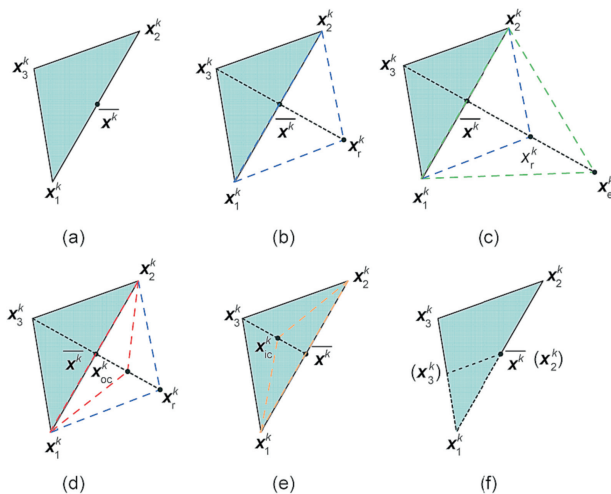 x₂ᵏ
x₃ᵏ
x̄ᵏ
x₁ᵏ
(a)
x₂ᵏ
x₃ᵏ
x̄ᵏ
xᵣᵏ
x₁ᵏ
(b)
x₂ᵏ
x₃ᵏ
x̄ᵏ
xᵣᵏ
x₁ᵏ
xₑᵏ
(c)
x₂ᵏ
x₃ᵏ
x̄ᵏ
x_ocᵏ
xᵣᵏ
x₁ᵏ
(d)
x₂ᵏ
x₃ᵏ
x_icᵏ
x̄ᵏ
x₁ᵏ
(e)
x₂ᵏ
x₃ᵏ
x̄ᵏ (x₂ᵏ)
(x₃ᵏ)
x₁ᵏ
(f)